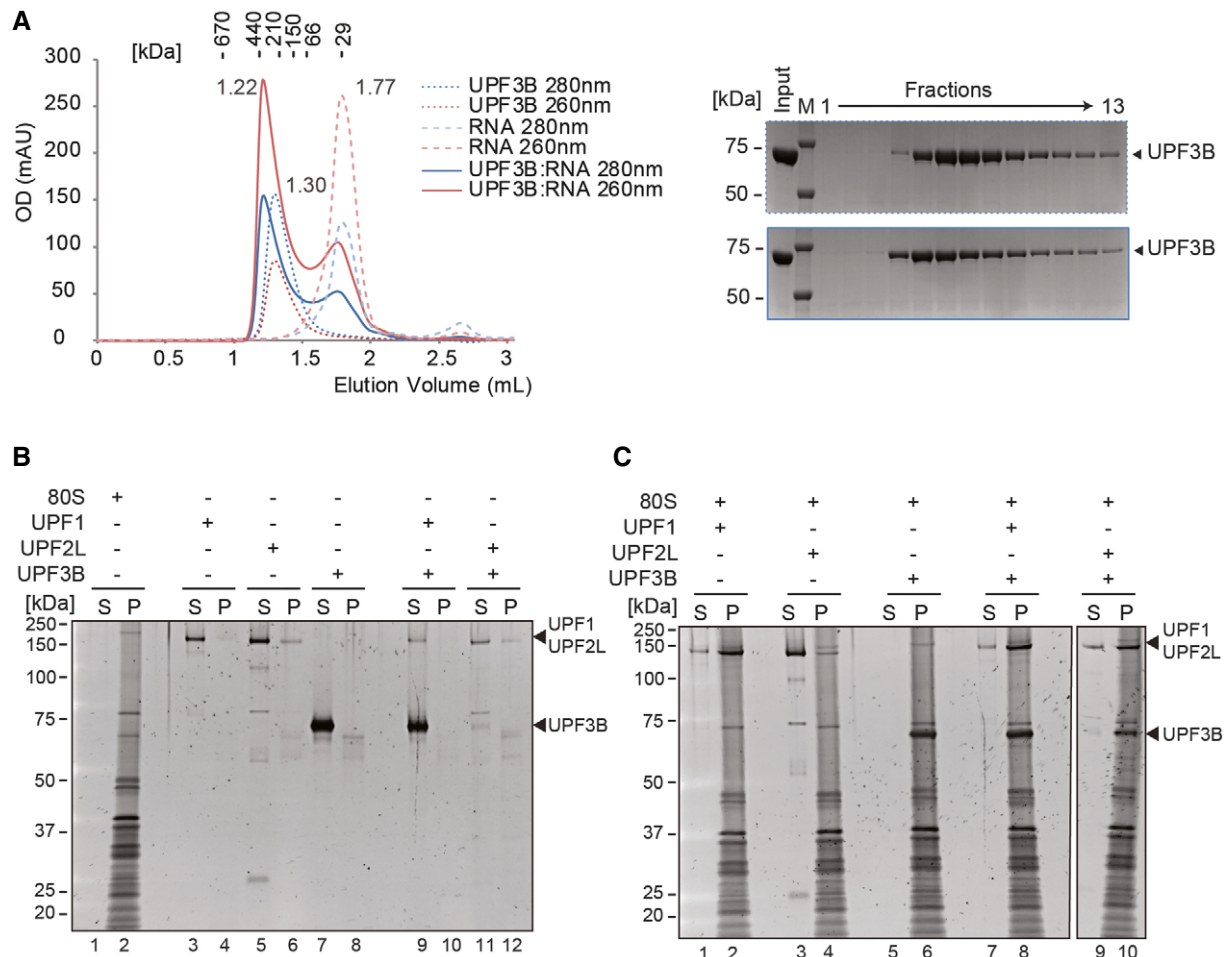 A
[kDa]
- 670
- 440
- 210
- 150
- 66
- 29
300
250
200
150
100
50
0
OD (mAU)
1.22
1.30
1.77
UPF3B 280nm
UPF3B 260nm
RNA 280nm
RNA 260nm
UPF3B:RNA 280nm
UPF3B:RNA 260nm
0 0.5 1 1.5 2 2.5 3
Elution Volume (mL)
[kDa] Input M 1 Fractions 13
75 -
UPF3B
50 -
75 -
UPF3B
50 -
B
80S + - - - - -
UPF1 - + - - + -
UPF2L - - + - - +
UPF3B - - - + + +
[kDa] S P S P S P S P S P S P
250 -
150 -
100 -
75 -
50 -
37 -
25 -
20 -
UPF1
UPF2L
UPF3B
1 2 3 4 5 6 7 8 9 10 11 12
C
80S + + + + +
UPF1 + - - + -
UPF2L - + - - +
UPF3B - - + + +
[kDa] S P S P S P S P S P
250 -
150 -
100 -
75 -
50 -
37 -
25 -
20 -
UPF1
UPF2L
UPF3B
1 2 3 4 5 6 7 8 9 10